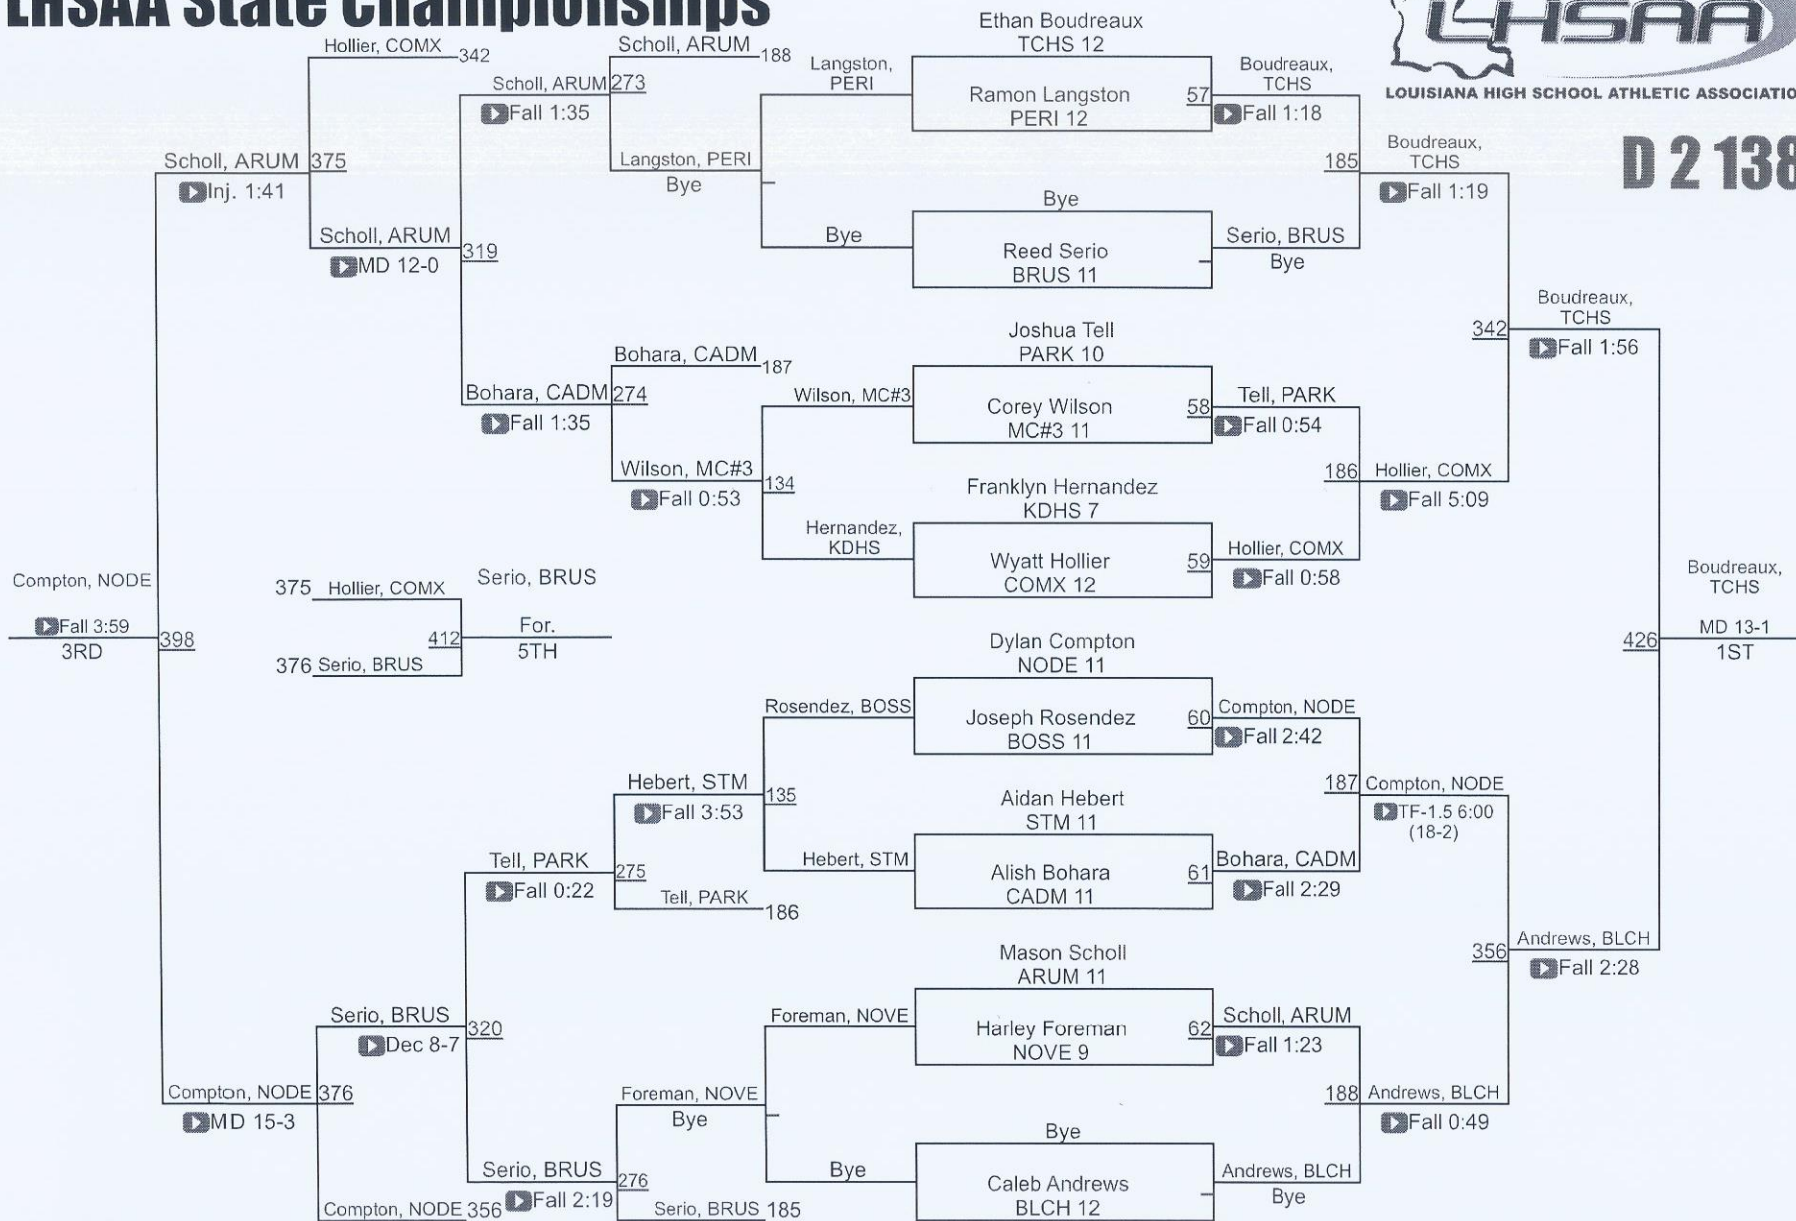 LHSAA State Championships
LHSAA
LOUISIANA HIGH SCHOOL ATHLETIC ASSOCIATIO
D 2 138
Hollier, COMX
342
Scholl, ARUM 375
Inj. 1:41
Scholl, ARUM
319
MD 12-0
Scholl, ARUM 273
Fall 1:35
Scholl, ARUM
188
Langston, PERI
Bye
Bohara, CADM 274
Fall 1:35
Bohara, CADM
187
Wilson, MC#3
134
Fall 0:53
Langston,
PERI
Bye
Wilson, MC#3
Hernandez,
KDHS
Ethan Boudreaux
TCHS 12
Ramon Langston
PERI 12
57
Bye
Reed Serio
BRUS 11
Joshua Tell
PARK 10
Corey Wilson
MC#3 11
58
Franklyn Hernandez
KDHS 7
Wyatt Hollier
COMX 12
59
Boudreaux,
TCHS
Fall 1:18
185
Serio, BRUS
Bye
Tell, PARK
Fall 0:54
186
Hollier, COMX
Fall 0:58
Boudreaux,
TCHS
Fall 1:19
342
Hollier, COMX
Fall 5:09
Boudreaux,
TCHS
Fall 1:56
Compton, NODE
Fall 3:59
398
3RD
375 Hollier, COMX
412
376 Serio, BRUS
Serio, BRUS
For.
5TH
Boudreaux,
TCHS
426
MD 13-1
1ST
Rosendez, BOSS
Hebert, STM
135
Fall 3:53
Hebert, STM
Tell, PARK
275
Fall 0:22
Tell, PARK
186
Serio, BRUS
320
Dec 8-7
Compton, NODE 376
MD 15-3
Compton, NODE 356
Serio, BRUS
276
Fall 2:19
Foreman, NOVE
Bye
Serio, BRUS 185
Foreman, NOVE
Bye
Dylan Compton
NODE 11
Joseph Rosendez
BOSS 11
60
Aidan Hebert
STM 11
Alish Bohara
CADM 11
61
Mason Scholl
ARUM 11
Harley Foreman
NOVE 9
62
Bye
Caleb Andrews
BLCH 12
Compton, NODE
Fall 2:42
187
Bohara, CADM
Fall 2:29
Scholl, ARUM
Fall 1:23
188
Andrews, BLCH
Bye
Compton, NODE
TF-1.5 6:00
(18-2)
356
Andrews, BLCH
Fall 0:49
Andrews, BLCH
Fall 2:28